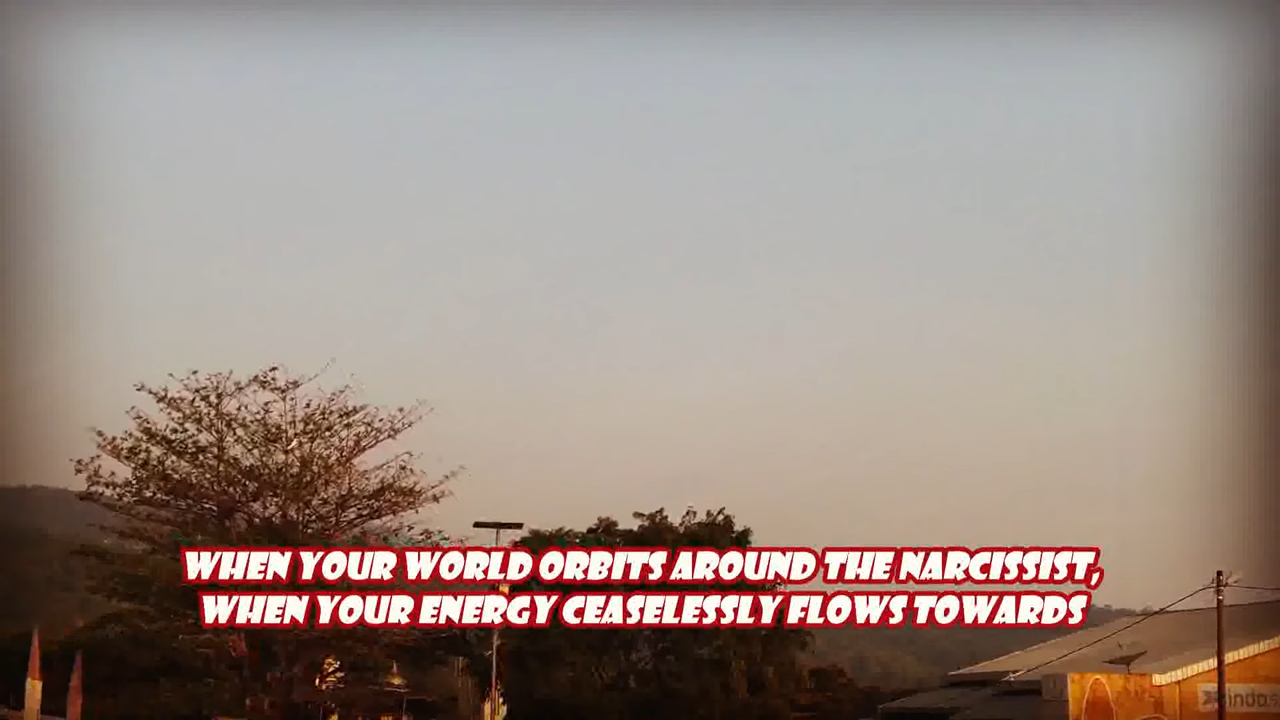 WHEN YOUR WORLD ORBITS AROUND THE NARCISSIST,
WHEN YOUR ENERGY CEASELESSLY FLOWS TOWARDS